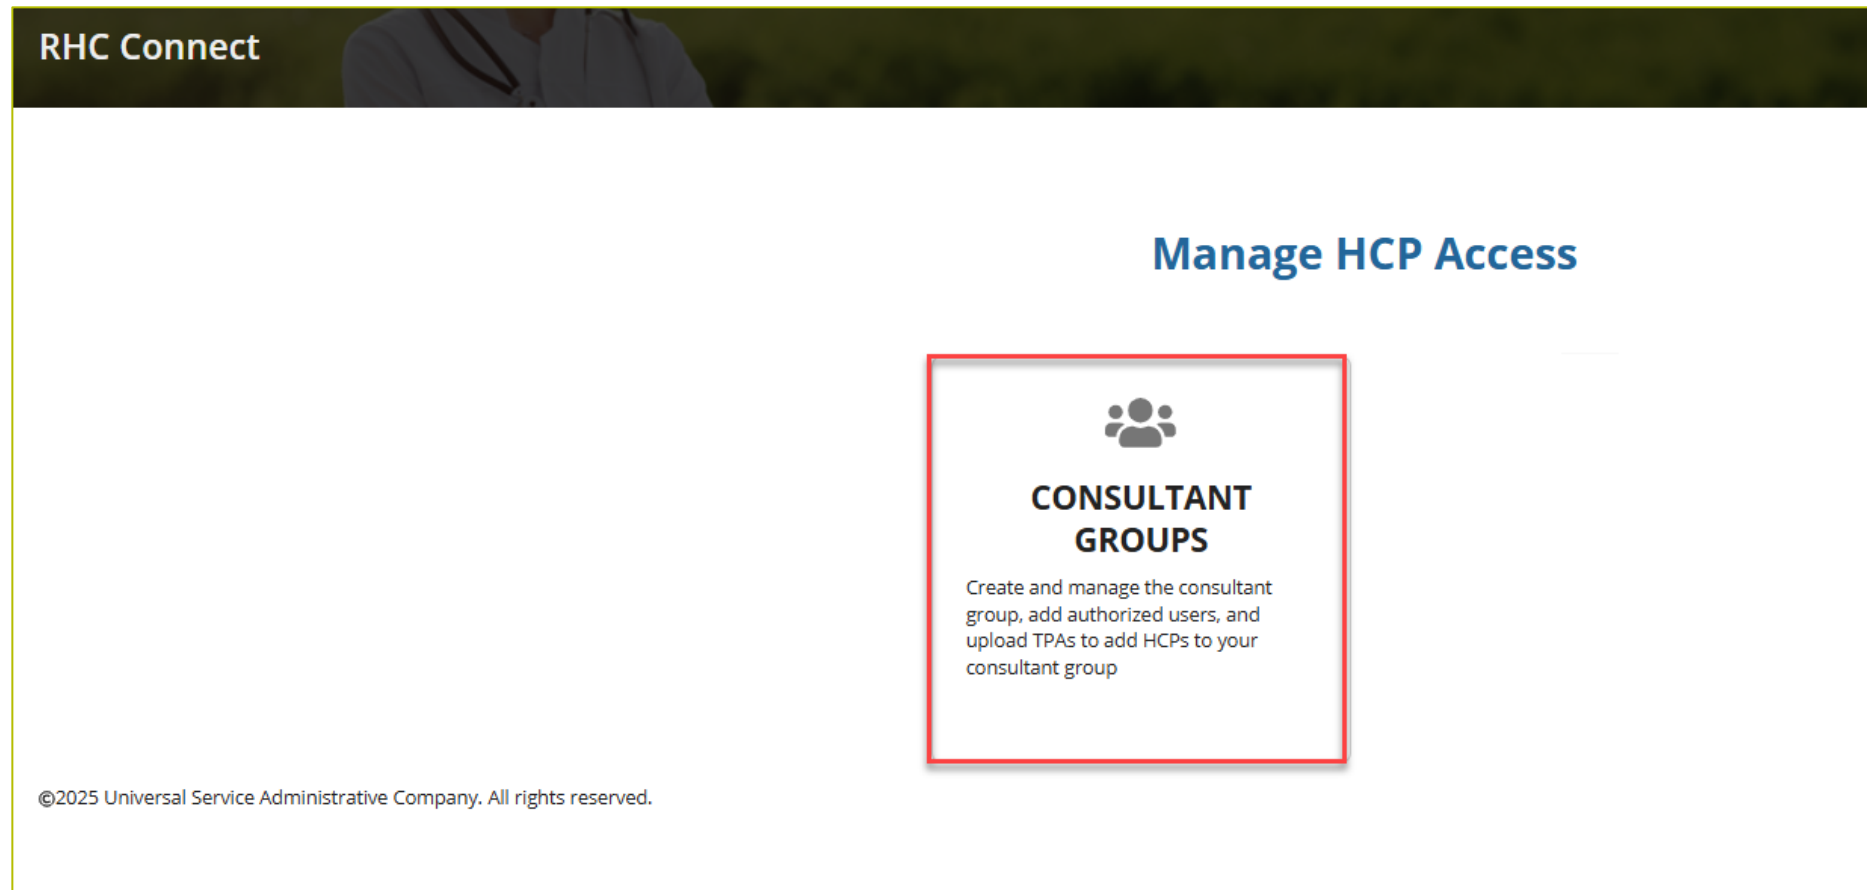 RHC Connect
Manage HCP Access
CONSULTANT
GROUPS
Create and manage the consultant
group, add authorized users, and
upload TPAs to add HCPs to your
consultant group
©2025 Universal Service Administrative Company. All rights reserved.